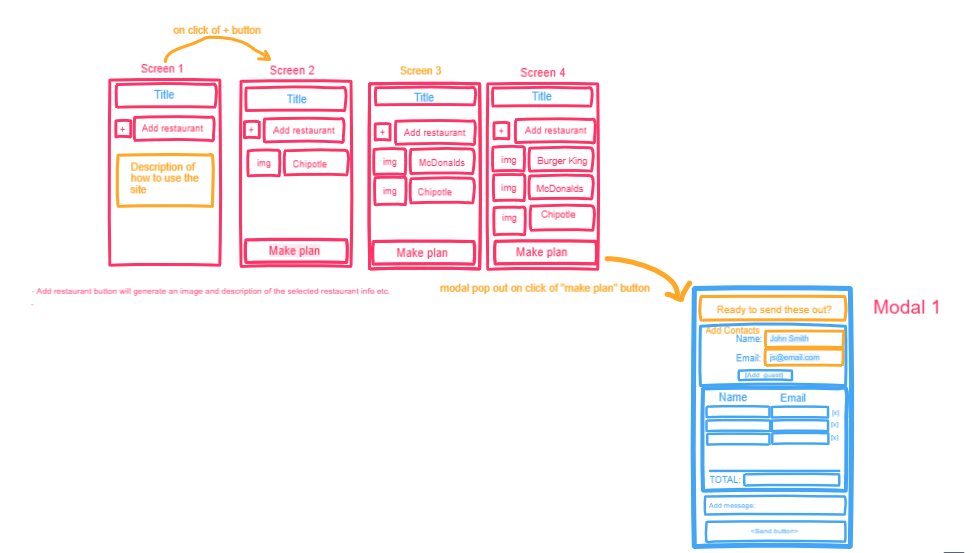 on click of + button
Screen 1
Title
+
Add restaurant
Description of
how to use the
site
Screen 2
Title
+
Add restaurant
img
Chipotle
Make plan
Screen 3
Title
+
Add restaurant
img
McDonalds
img
Chipotle
Make plan
Screen 4
Title
+
Add restaurant
img
Burger King
img
McDonalds
img
Chipotle
Make plan
- Add restaurant button will generate an image and description of the selected restaurant info etc.
-
modal pop out on click of "make plan" button
Modal 1
Ready to send these out?
Add Contacts
Name: John Smith
Email: js@email.com
[Add guest]
Name Email
[x]
[x]
[x]
TOTAL:
Add message:
<Send button>